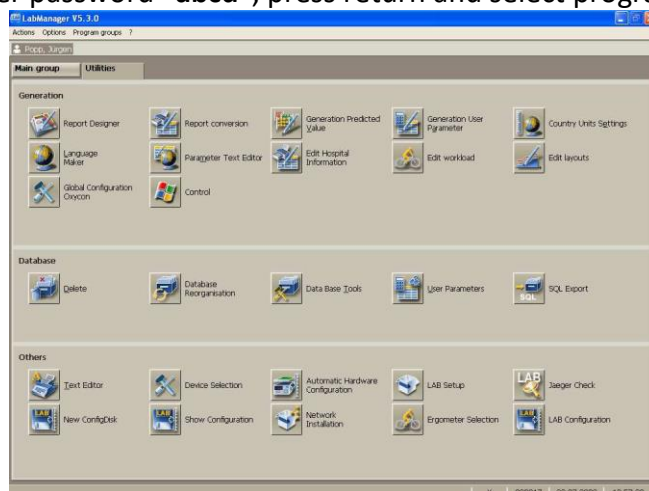 er password "abcd", press return and select progra
LabManager V5.3.0
Actions Options Program groups ?
Popp, Jürgen
Main group Utilities
Generation
Report Designer Report conversion Generation Predicted Value Generation User Parameter Country Units Settings
Language Maker Parameter Text Editor Edit Hospital Information Edit workload Edit layouts
Global Configuration Oxycon Control
Database
Delete Database Reorganisation Data Base Tools User Parameters SQL Export
Others
Text Editor Device Selection Automatic Hardware Configuration LAB Setup Jaeger Check
New ConfigDisk Show Configuration Network Installation Ergometer Selection LAB Configuration